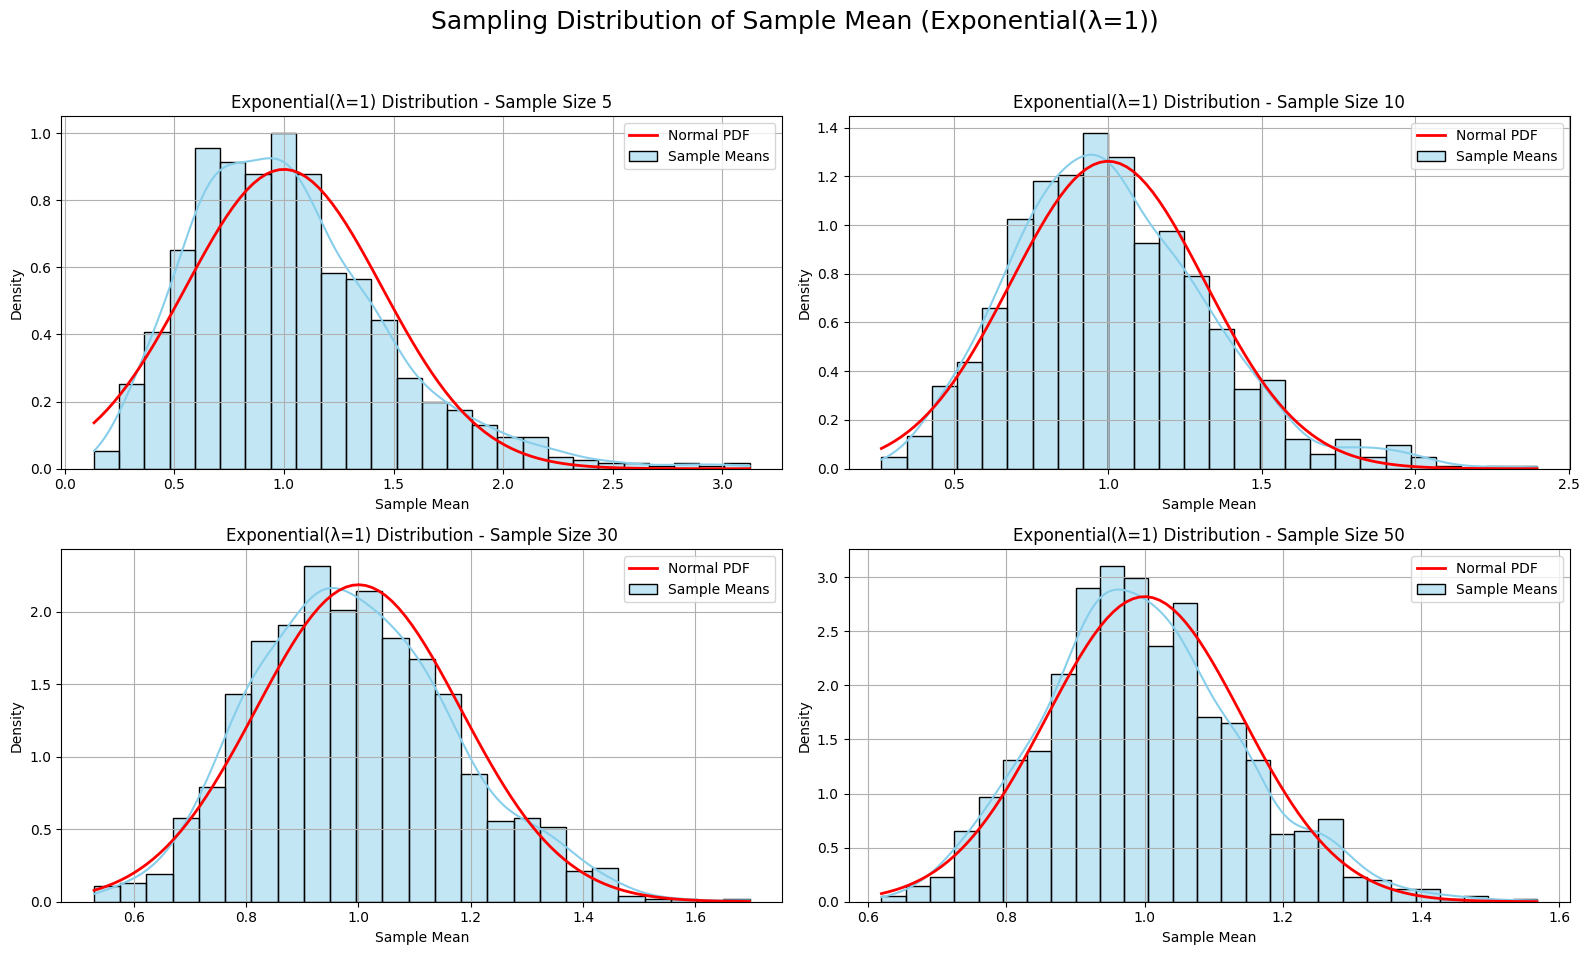 Sampling Distribution of Sample Mean (Exponential(λ=1))
Exponential(λ=1) Distribution - Sample Size 5
Normal PDF
Sample Means
Density
1.0
0.8
0.6
0.4
0.2
0.0
0.0 0.5 1.0 1.5 2.0 2.5 3.0
Sample Mean
Exponential(λ=1) Distribution - Sample Size 10
Normal PDF
Sample Means
Density
1.4
1.2
1.0
0.8
0.6
0.4
0.2
0.0
0.5 1.0 1.5 2.0 2.5
Sample Mean
Exponential(λ=1) Distribution - Sample Size 30
Normal PDF
Sample Means
Density
2.0
1.5
1.0
0.5
0.0
0.6 0.8 1.0 1.2 1.4 1.6
Sample Mean
Exponential(λ=1) Distribution - Sample Size 50
Normal PDF
Sample Means
Density
3.0
2.5
2.0
1.5
1.0
0.5
0.0
0.6 0.8 1.0 1.2 1.4 1.6
Sample Mean